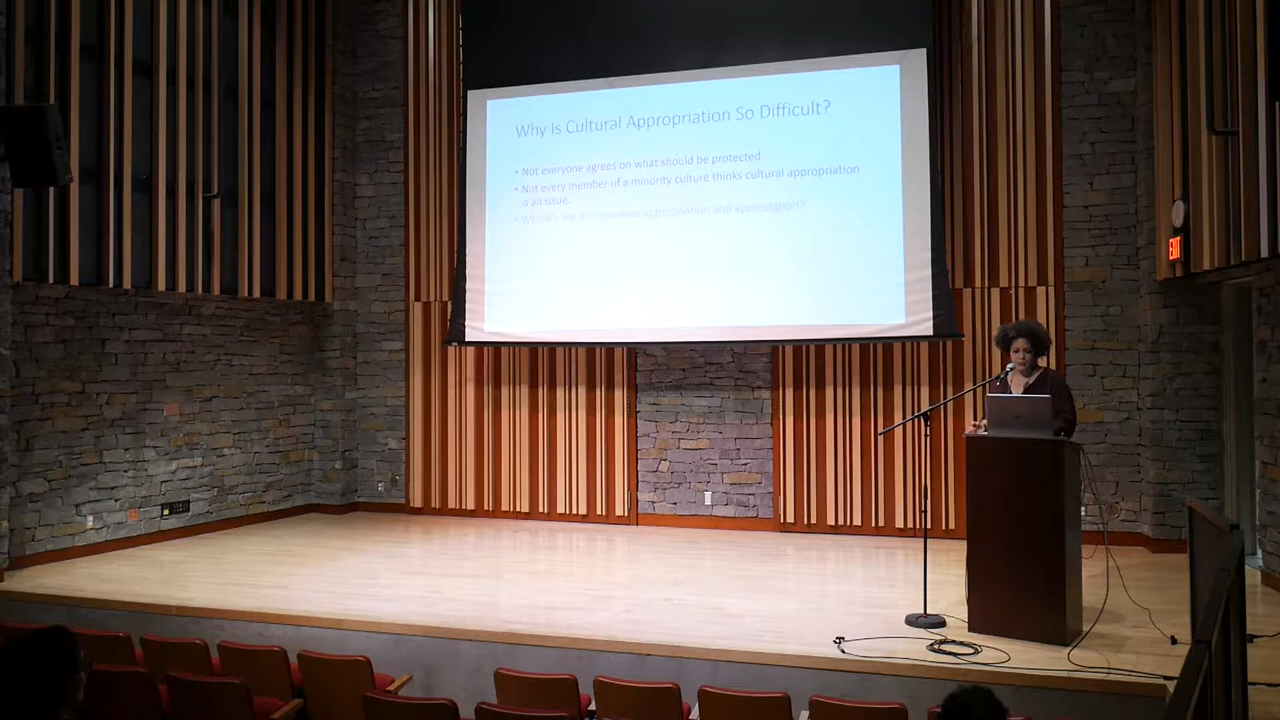 Why Is Cultural Appropriation So Difficult?
• Not everyone agrees on what should be protected.
• Not every member of a minority culture thinks cultural appropriation
is an issue.
• appropriation and appreciation?
EXIT